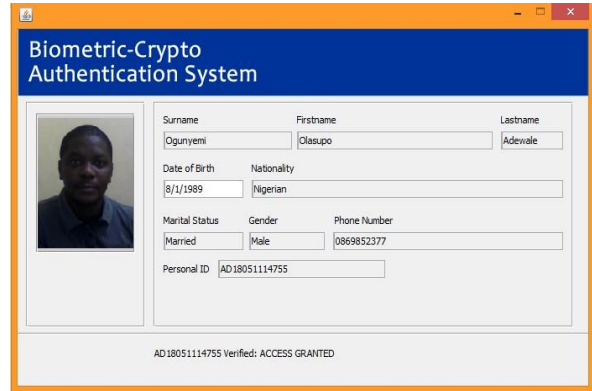 Biometric-Crypto
Authentication System
Surname Firstname Lastname
Ogunyemi Olasupo Adewale
Date of Birth Nationality
8/1/1989 Nigerian
Marital Status Gender Phone Number
Married Male 0869852377
Personal ID AD18051114755
AD18051114755 Verified: ACCESS GRANTED